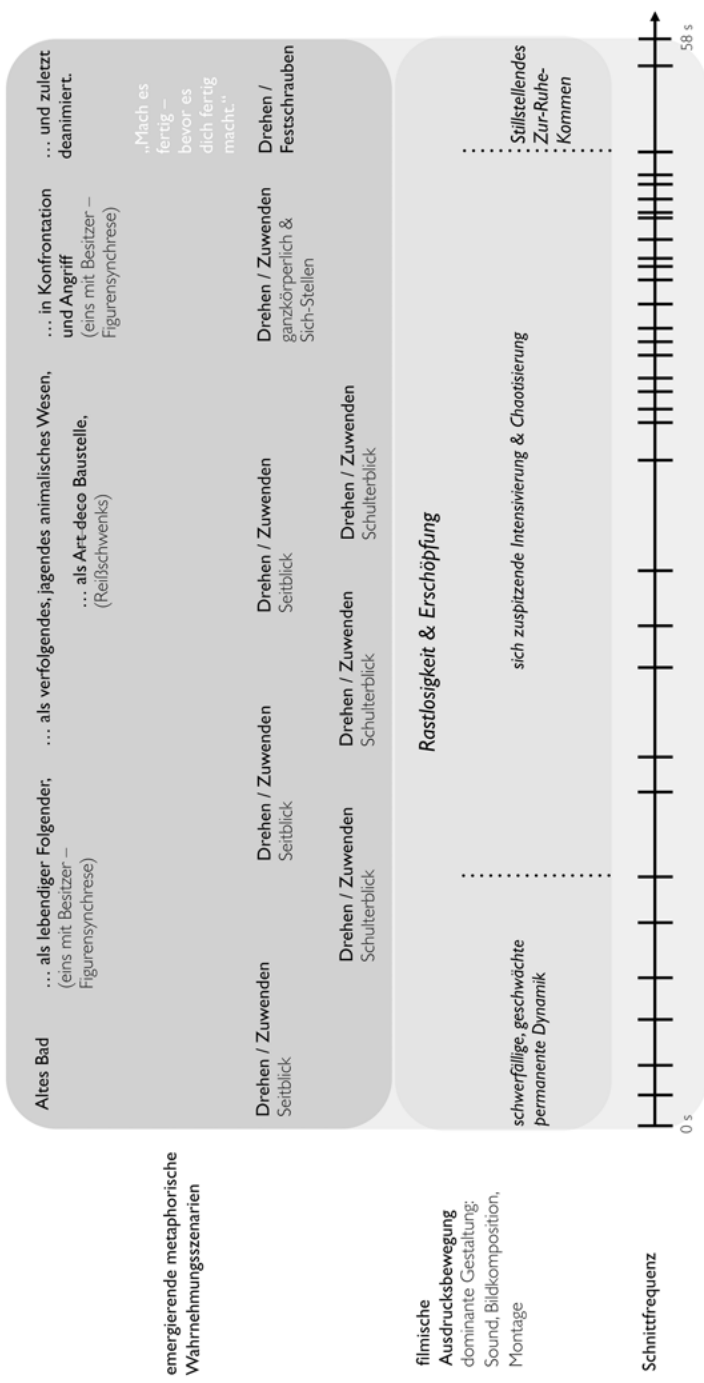 emergierende metaphorische
Wahrnehmungsszenarien
Altes Bad
… als lebendiger Folgender,
(eins mit Besitzer –
Figurensynchrese)
… als verfolgendes, jagendes animalisches Wesen,
… als Art-deco Baustelle,
(Reißschwenks)
… in Konfrontation
und Angriff
(eins mit Besitzer –
Figurensynchrese)
… und zuletzt
deanimiert.
„Mach es
fertig –
bevor es
dich fertig
macht.“
Drehen / Zuwenden
Seitblick
Drehen / Zuwenden
Seitblick
Drehen / Zuwenden
Seitblick
Drehen / Zuwenden
ganzkörperlich &
Sich-Stellen
Drehen /
Festschrauben
Drehen / Zuwenden
Schulterblick
Drehen / Zuwenden
Schulterblick
Drehen / Zuwenden
Schulterblick
filmische
Ausdrucksbewegung
dominante Gestaltung:
Sound, Bildkomposition,
Montage
Rastlosigkeit & Erschöpfung
schwerfällige, geschwächte
permanente Dynamik
sich zuspitzende Intensivierung & Chaotisierung
Stillstellendes
Zur-Ruhe-
Kommen
Schnittfrequenz
0 s
58 s